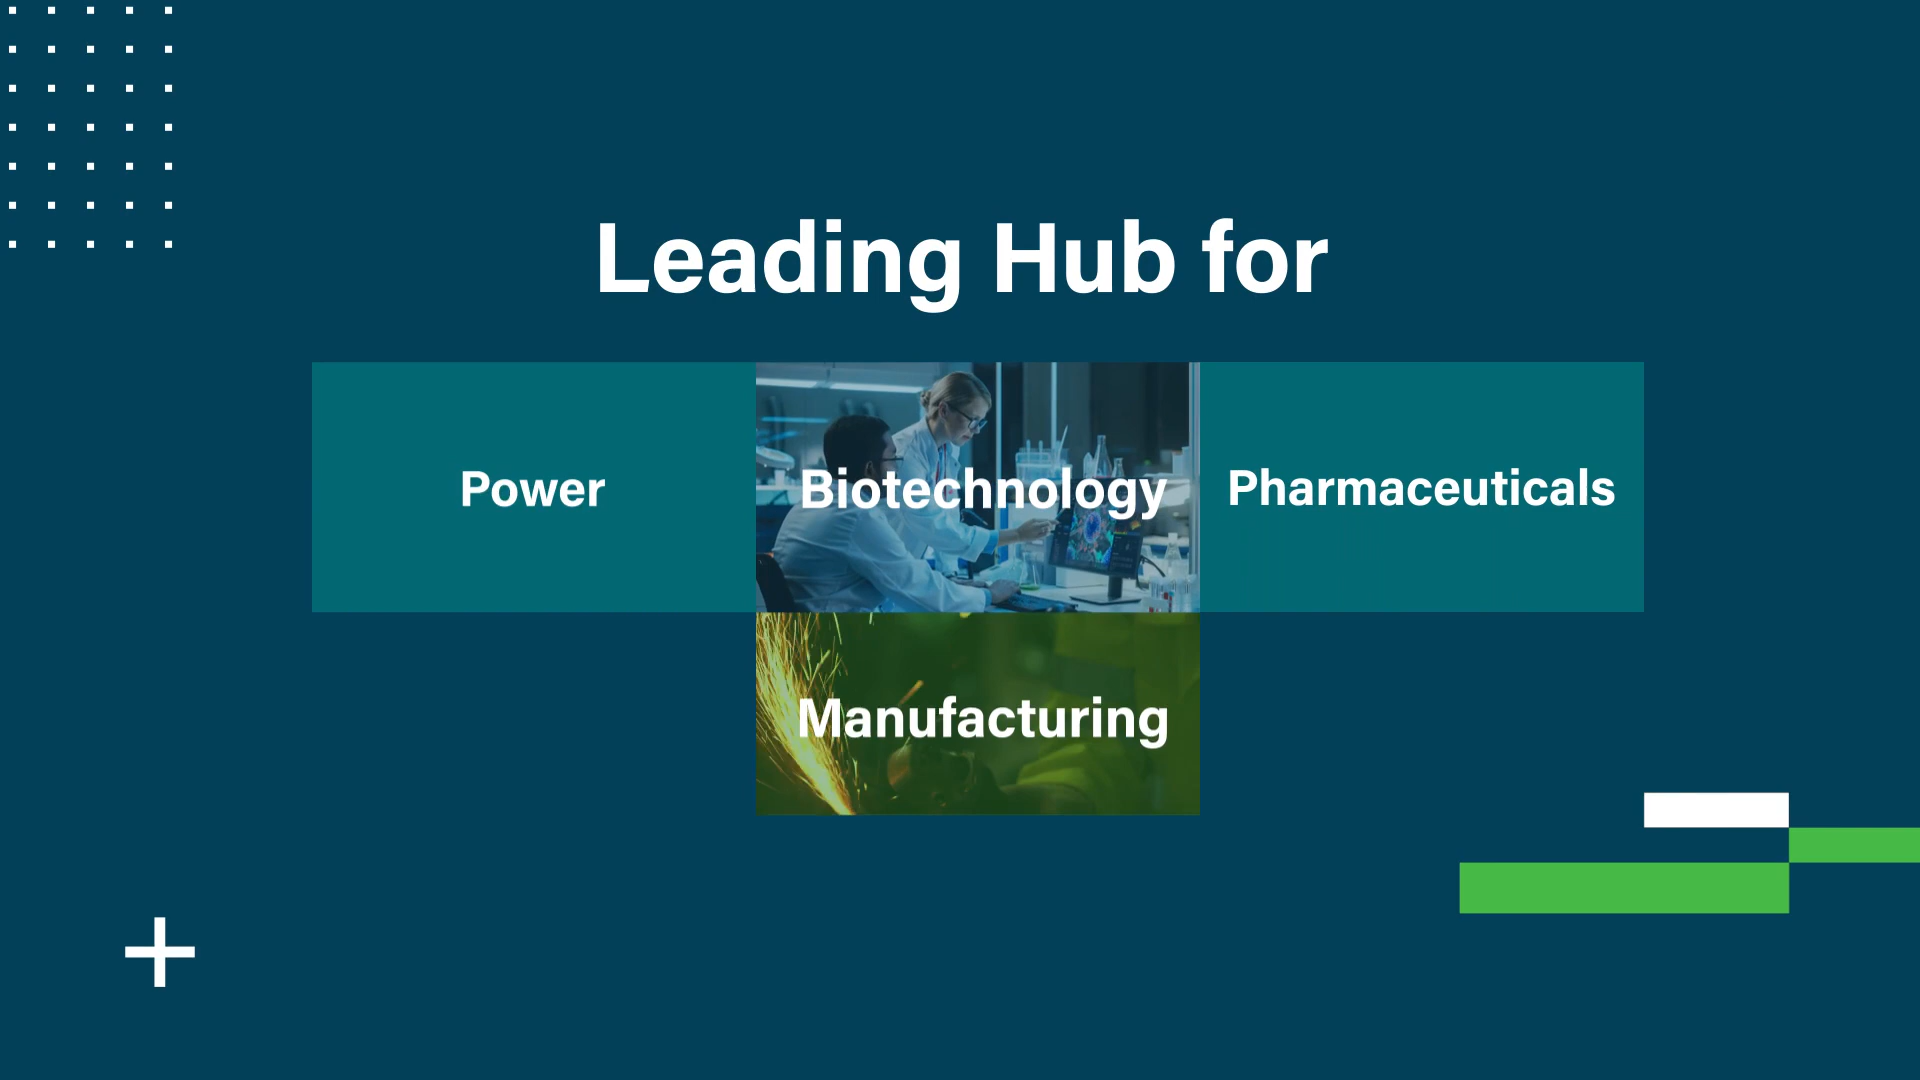 Leading Hub for
Power
Biotechnology
Pharmaceuticals
Manufacturing